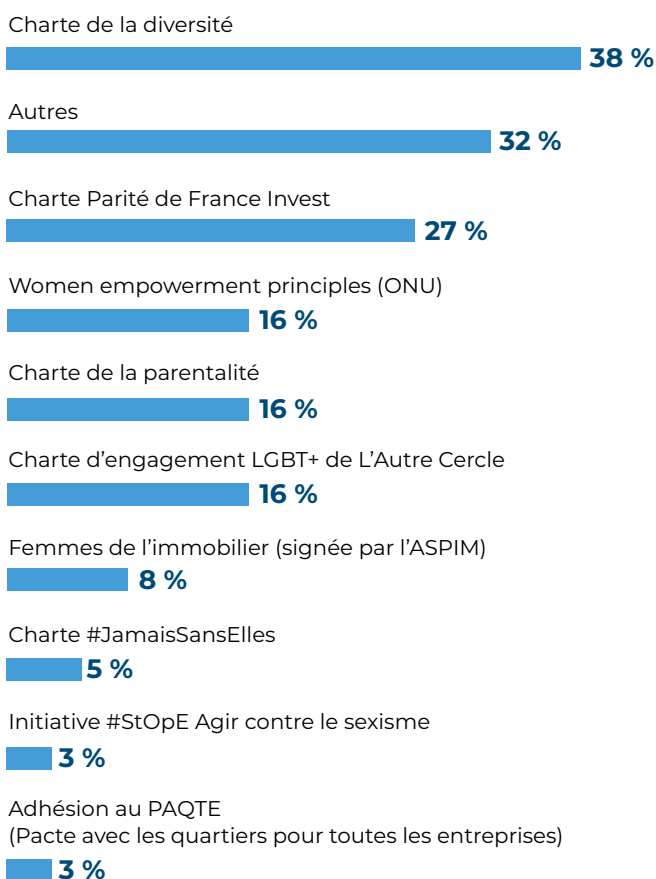 Charte de la diversité
38 %
Autres
32 %
Charte Parité de France Invest
27 %
Women empowerment principles (ONU)
16 %
Charte de la parentalité
16 %
Charte d’engagement LGBT+ de L’Autre Cercle
16 %
Femmes de l’immobilier (signée par l’ASPIM)
8 %
Charte #JamaisSansElles
5 %
Initiative #StOpE Agir contre le sexisme
3 %
Adhésion au PAQTE
(Pacte avec les quartiers pour toutes les entreprises)
3 %